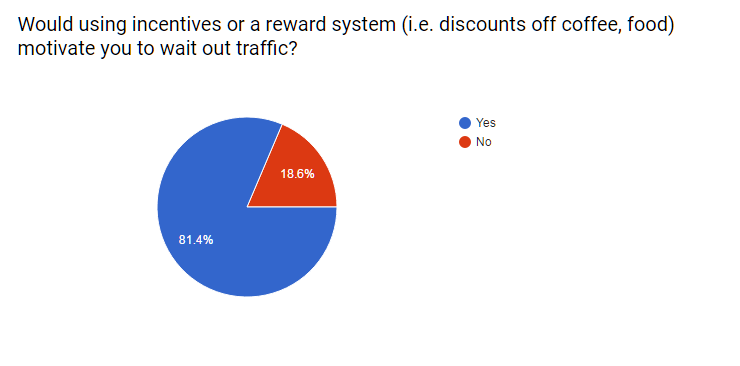 Would using incentives or a reward system (i.e. discounts off coffee, food)
motivate you to wait out traffic?
Yes
No
18.6%
81.4%